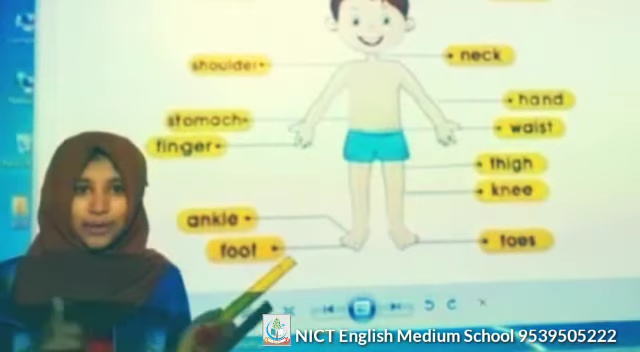 shoulder
neck
hand
stomach
waist
finger
thigh
knee
ankle
foot
toes
NICT English Medium School 9539505222